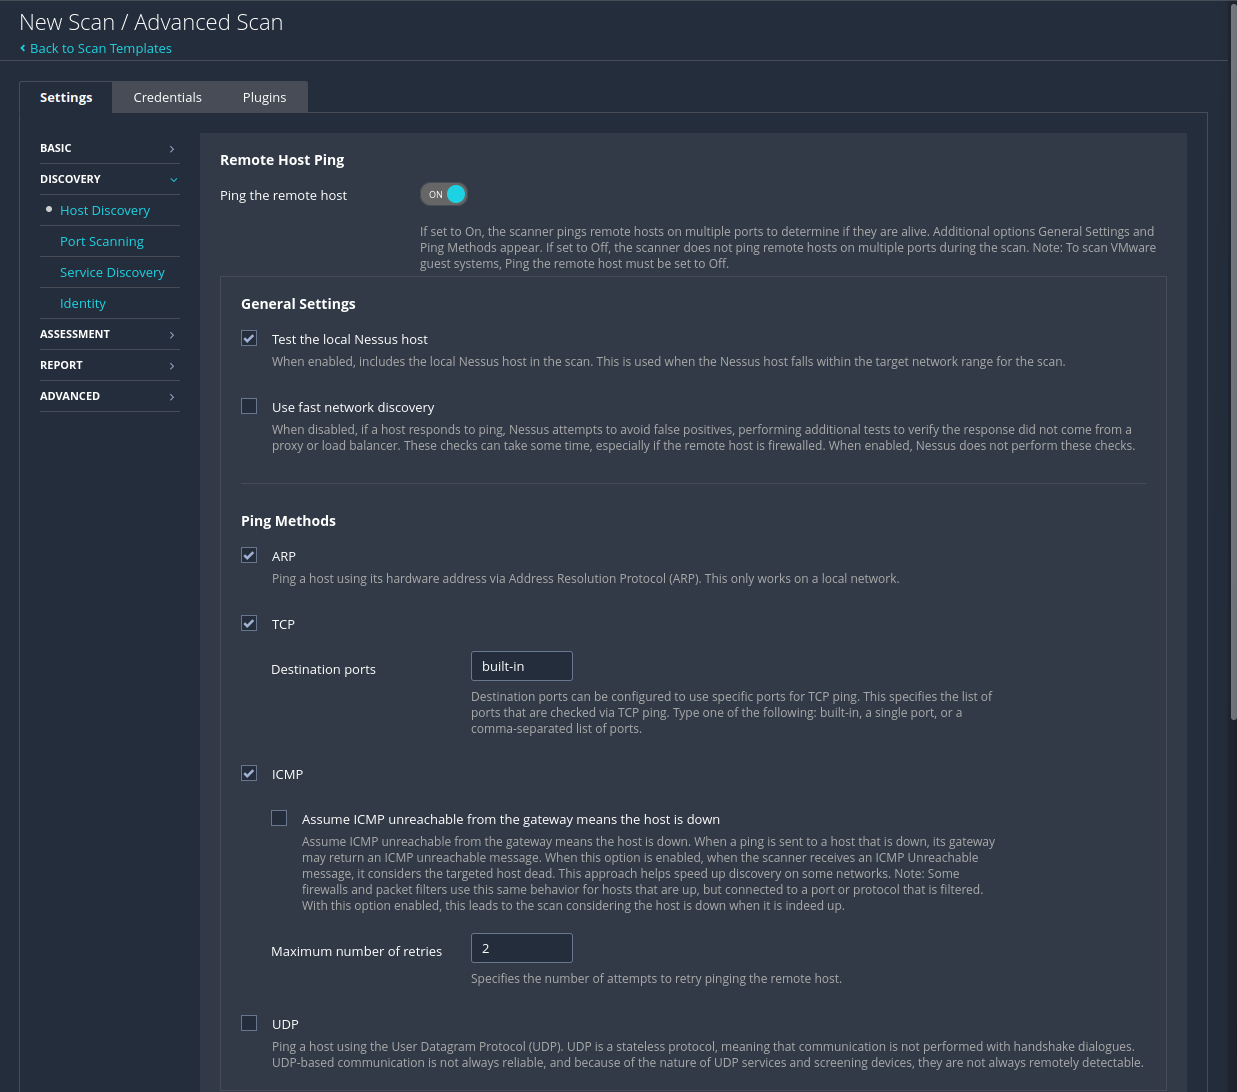 New Scan / Advanced Scan
Back to Scan Templates
Settings
Credentials
Plugins
BASIC
DISCOVERY
Host Discovery
Port Scanning
Service Discovery
Identity
ASSESSMENT
REPORT
ADVANCED
Remote Host Ping
Ping the remote host
ON
If set to On, the scanner pings remote hosts on multiple ports to determine if they are alive. Additional options General Settings and
Ping Methods appear. If set to Off, the scanner does not ping remote hosts on multiple ports during the scan. Note: To scan VMware
guest systems, Ping the remote host must be set to Off.
General Settings
Test the local Nessus host
When enabled, includes the local Nessus host in the scan. This is used when the Nessus host falls within the target network range for the scan.
Use fast network discovery
When disabled, if a host responds to ping, Nessus attempts to avoid false positives, performing additional tests to verify the response did not come from a
proxy or load balancer. These checks can take some time, especially if the remote host is firewalled. When enabled, Nessus does not perform these checks.
Ping Methods
ARP
Ping a host using its hardware address via Address Resolution Protocol (ARP). This only works on a local network.
TCP
Destination ports
built-in
Destination ports can be configured to use specific ports for TCP ping. This specifies the list of
ports that are checked via TCP ping. Type one of the following: built-in, a single port, or a
comma-separated list of ports.
ICMP
Assume ICMP unreachable from the gateway means the host is down
Assume ICMP unreachable from the gateway means the host is down. When a ping is sent to a host that is down, its gateway
may return an ICMP unreachable message. When this option is enabled, when the scanner receives an ICMP Unreachable
message, it considers the targeted host dead. This approach helps speed up discovery on some networks. Note: Some
firewalls and packet filters use this same behavior for hosts that are up, but connected to a port or protocol that is filtered.
With this option enabled, this leads to the scan considering the host is down when it is indeed up.
Maximum number of retries
2
Specifies the number of attempts to retry pinging the remote host.
UDP
Ping a host using the User Datagram Protocol (UDP). UDP is a stateless protocol, meaning that communication is not performed with handshake dialogues.
UDP-based communication is not always reliable, and because of the nature of UDP services and screening devices, they are not always remotely detectable.